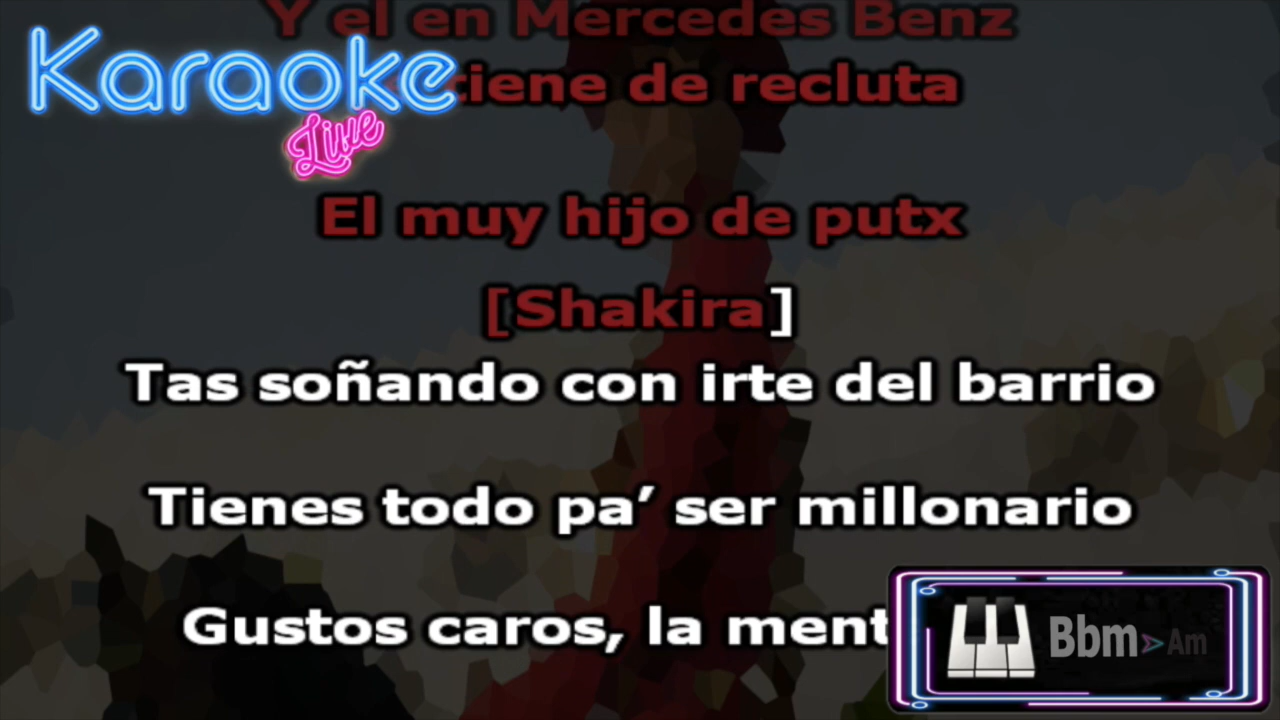 Y el en Mercedes Benz
Karaoke
tiene de recluta
Live
El muy hijo de putx
[Shakira]
Tas soñando con irte del barrio
Tienes todo pa’ ser millonario
Gustos caros, la ment
Bbm Am